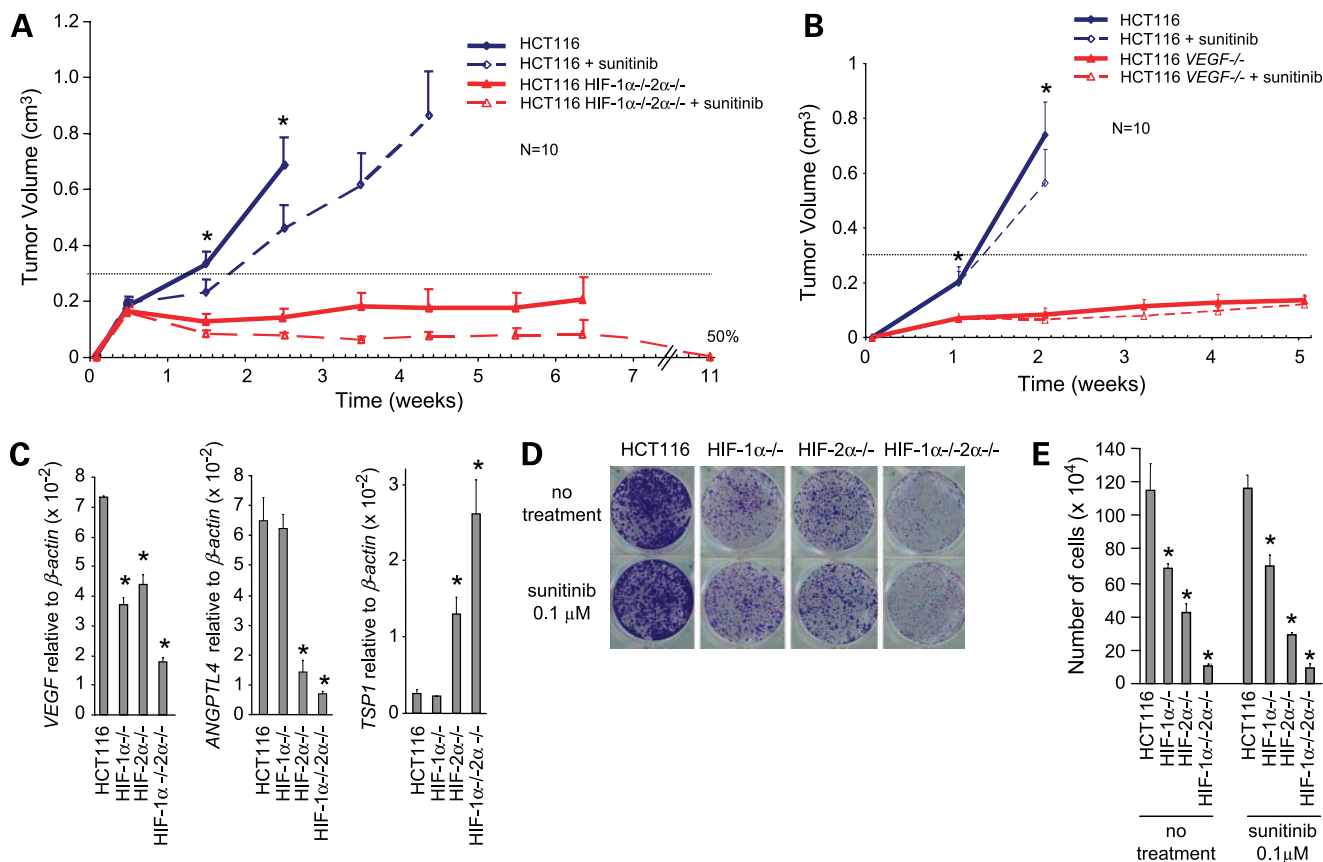 A
1.2
1
0.8
0.6
0.4
0.2
0
Tumor Volume (cm³)
HCT116
HCT116 + sunitinib
HCT116 HIF-1α-/-2α-/-
HCT116 HIF-1α-/-2α-/- + sunitinib
N=10
*
*
50%
0 1 2 3 4 5 6 7 11
Time (weeks)
B
HCT116
HCT116 + sunitinib
HCT116 VEGF-/-
HCT116 VEGF-/- + sunitinib
1
0.8
0.6
0.4
0.2
0
Tumor Volume (cm³)
N=10
*
*
0 1 2 3 4 5
Time (weeks)
C
VEGF relative to β-actin (x 10⁻²)
8
7
6
5
4
3
2
1
0
* * *
HCT116
HIF-1α-/-
HIF-2α-/-
HIF-1α -/-2α-/-
ANGPTL4 relative to β-actin (x 10⁻²)
8
7
6
5
4
3
2
1
0
* *
HCT116
HIF-1α-/-
HIF-2α-/-
HIF-1α-/-2α-/-
TSP1 relative to β-actin (x 10⁻²)
3
2
1
0
* *
HCT116
HIF-1α-/-
HIF-2α-/-
HIF-1α -/-2α -/-
D
HCT116 HIF-1α-/- HIF-2α-/- HIF-1α-/-2α-/-
no
treatment
sunitinib
0.1 μM
E
Number of cells (x 10⁴)
140
120
100
80
60
40
20
0
* * *
* * *
HCT116
HIF-1α-/-
HIF-2α-/-
HIF-1α-/-2α-/-
HCT116
HIF-1α-/-
HIF-2α-/-
HIF-1α-/-2α-/-
no
treatment
sunitinib
0.1μM